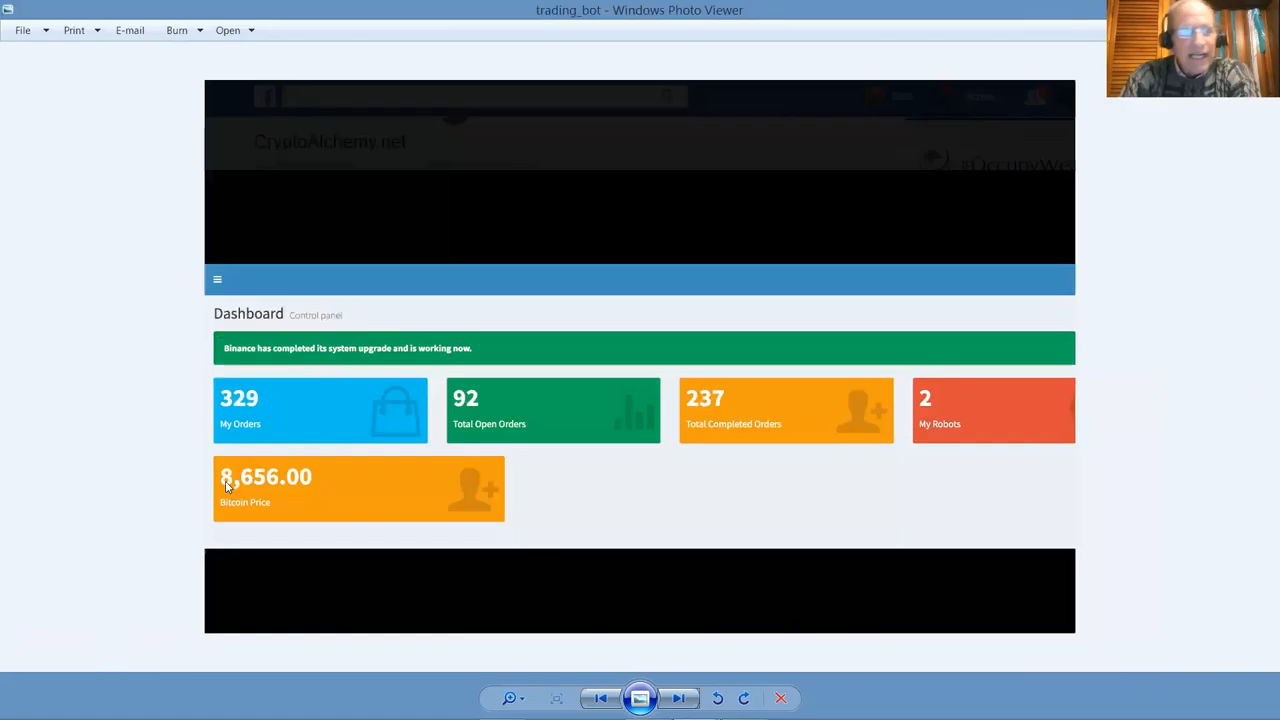 trading_bot - Windows Photo Viewer
File Print E-mail Burn Open
CryptoAlchemy.net
Dashboard Control panel
Binance has completed its system upgrade and is working now.
329 92 237 2
My Orders Total Open Orders Total Completed Orders My Robots
8,656.00
Bitcoin Price